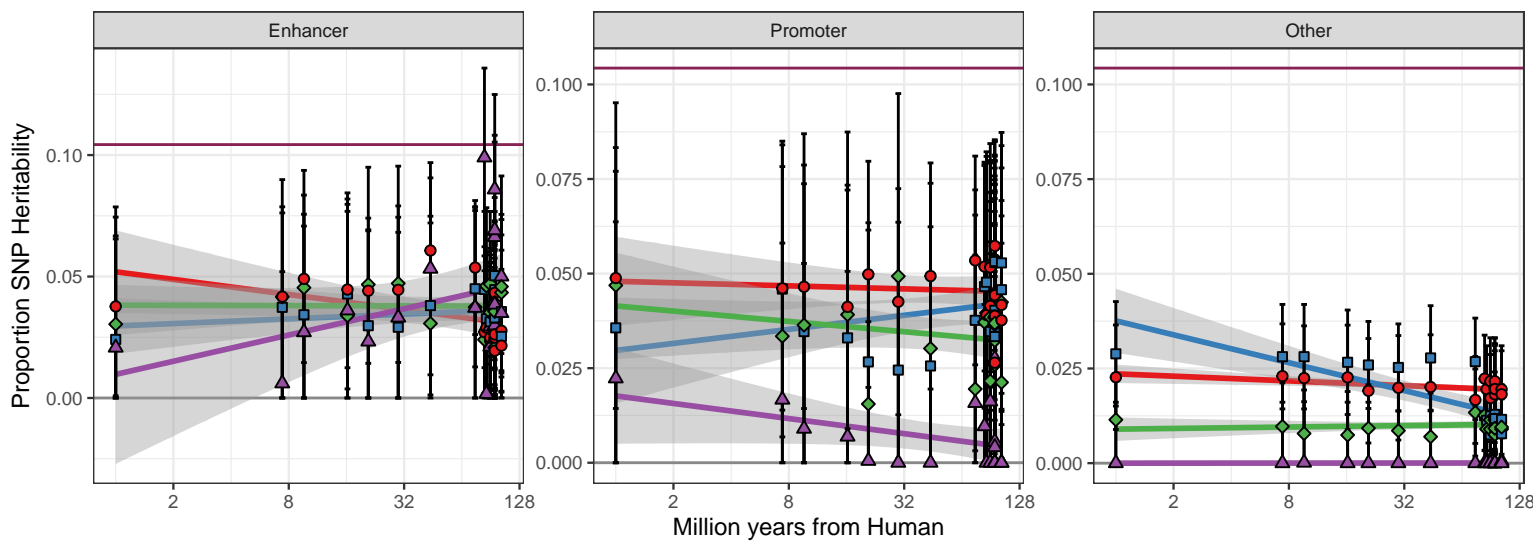 Enhancer
Promoter
Other
Proportion SNP Heritability
0.10
0.05
0.00
0.100
0.075
0.050
0.025
0.000
0.100
0.075
0.050
0.025
0.000
2 8 32 128
2 8 32 128
2 8 32 128
Million years from Human